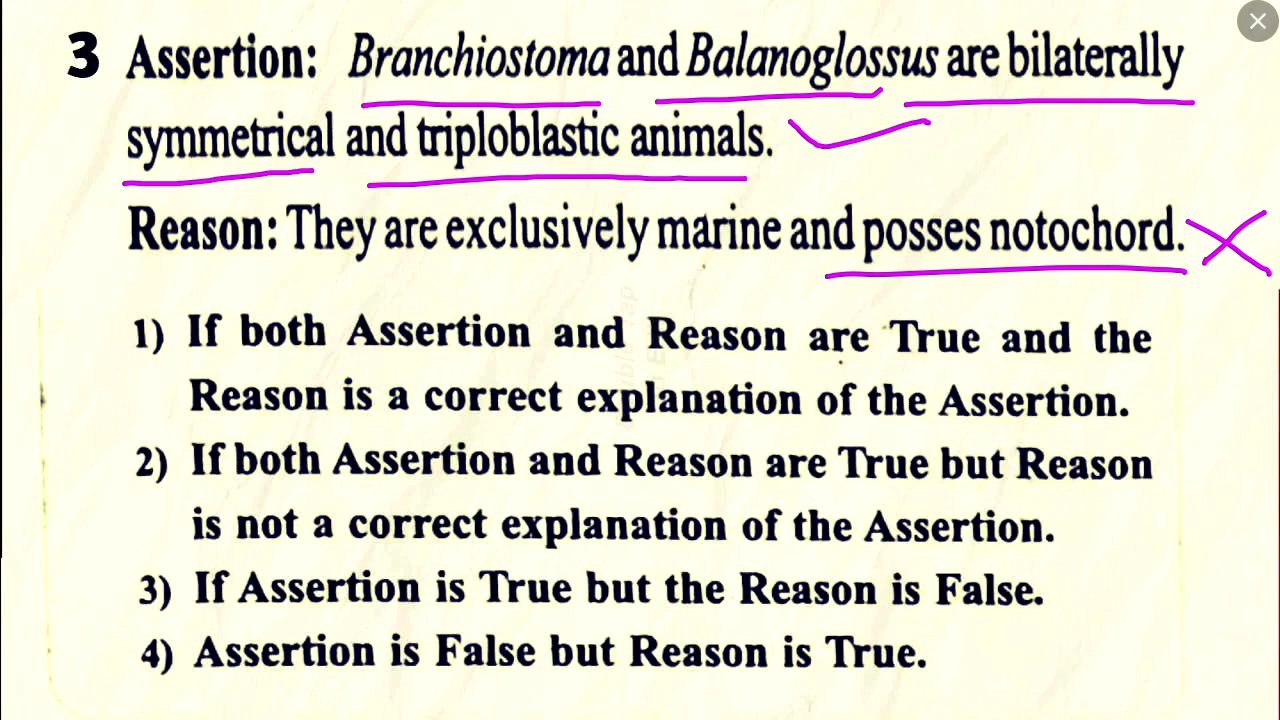 3 Assertion: Branchiostoma and Balanoglossus are bilaterally
symmetrical and triploblastic animals.
Reason: They are exclusively marine and posses notochord.
1) If both Assertion and Reason are True and the
Reason is a correct explanation of the Assertion.
2) If both Assertion and Reason are True but Reason
is not a correct explanation of the Assertion.
3) If Assertion is True but the Reason is False.
4) Assertion is False but Reason is True.